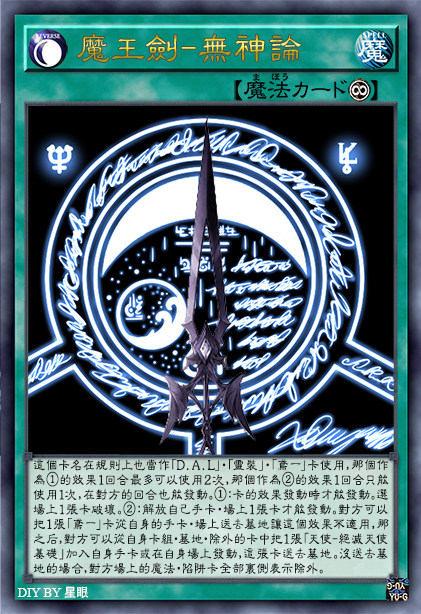 REVERSE
魔王劍-無神論
SPELL
魔
まほう
【魔法カード】
這個卡名在規則上也當作「D.A.L」·「靈裝」·「鳶一」卡使用,那個作
為①的效果1回合最多可以使用2次,那個作為②的效果1回合只能
使用1次,在對方的回合也能發動。①:卡的效果發動時才能發動。選
場上1張卡破壞。②:解放自己手卡·場上1張卡才能發動。對方可以
把1張「鳶一」卡從自身的手卡·場上送去墓地讓這個效果不適用,那
之后,對方可以從自身卡組·墓地·除外的卡中把1張「天使-絶滅天使
基礎」加入自身手卡或在自身場上發動,這張卡送去墓地。沒送去墓
地的場合,對方場上的魔法·陷阱卡全部裏側表示除外。
DIY BY 星眼